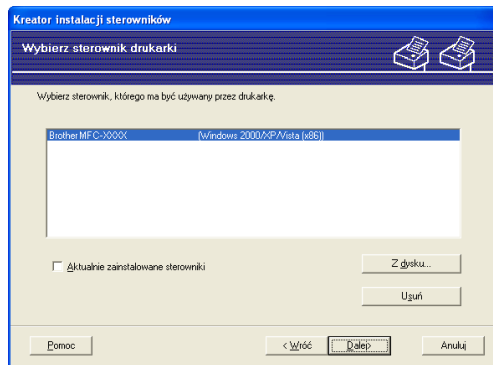 Kreator instalacji sterowników
Wybierz sterownik drukarki
Wybierz sterownik, którego ma być używany przez drukarkę.
Brother MFC-XXXX (Windows 2000/XP/Vista (x86))
Aktualnie zainstalowane sterowniki
Z dysku...
Usuń
Pomoc
< Wróć
Dalej>
Anuluj